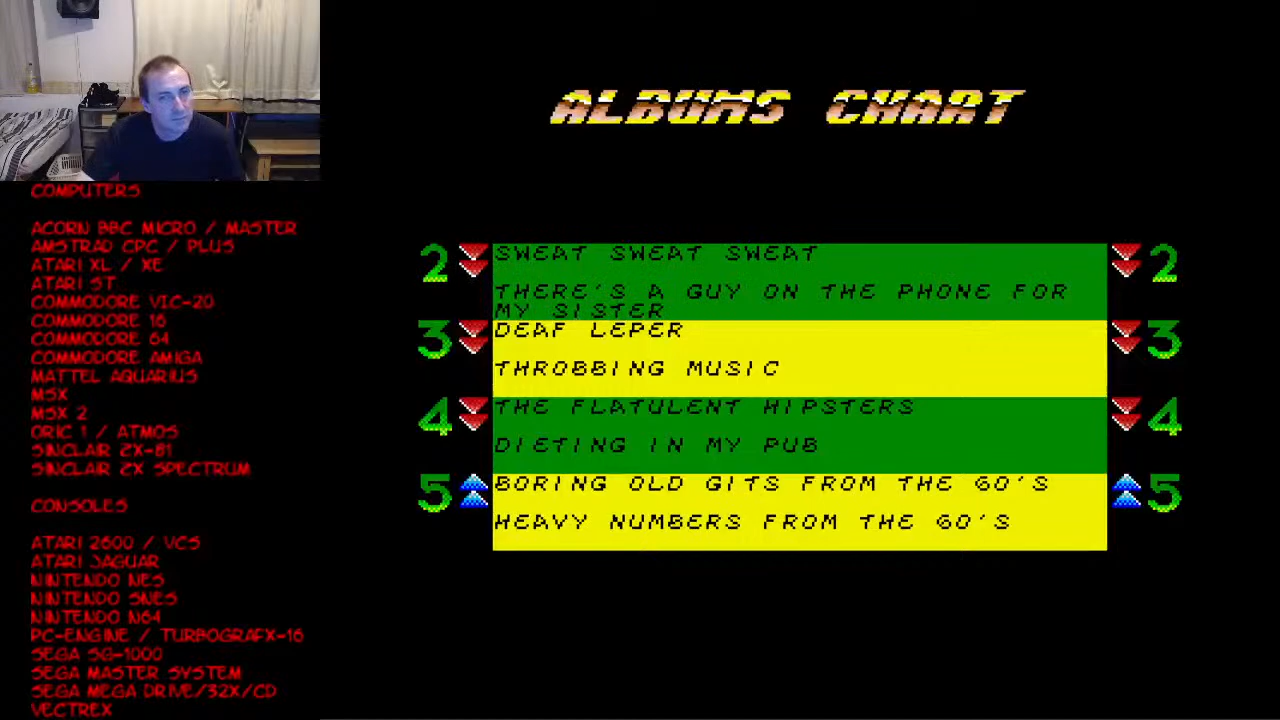 ALBUMS CHART
COMPUTERS
ACORN BBC MICRO / MASTER
AMSTRAD CPC / PLUS
ATARI XL / XE
ATARI ST
COMMODORE VIC-20
COMMODORE 16
COMMODORE 64
COMMODORE AMIGA
MATTEL AQUARIUS
MSX
MSX 2
ORIC 1 / ATMOS
SINCLAIR ZX-81
SINCLAIR ZX SPECTRUM
CONSOLES
ATARI 2600 / VCS
ATARI JAGUAR
NINTENDO NES
NINTENDO SNES
NINTENDO N64
PC-ENGINE / TURBOGRAFX-16
SEGA SG-1000
SEGA MASTER SYSTEM
SEGA MEGA DRIVE/32X/CD
VECTREX
2 SWEAT SWEAT SWEAT 2
THERE'S A GUY ON THE PHONE FOR
MY SISTER
3 DEAF LEPER 3
THROBBING MUSIC
4 THE FLATULENT HIPSTERS 4
DIETING IN MY PUB
5 BORING OLD GITS FROM THE 60'S 5
HEAVY NUMBERS FROM THE 60'S